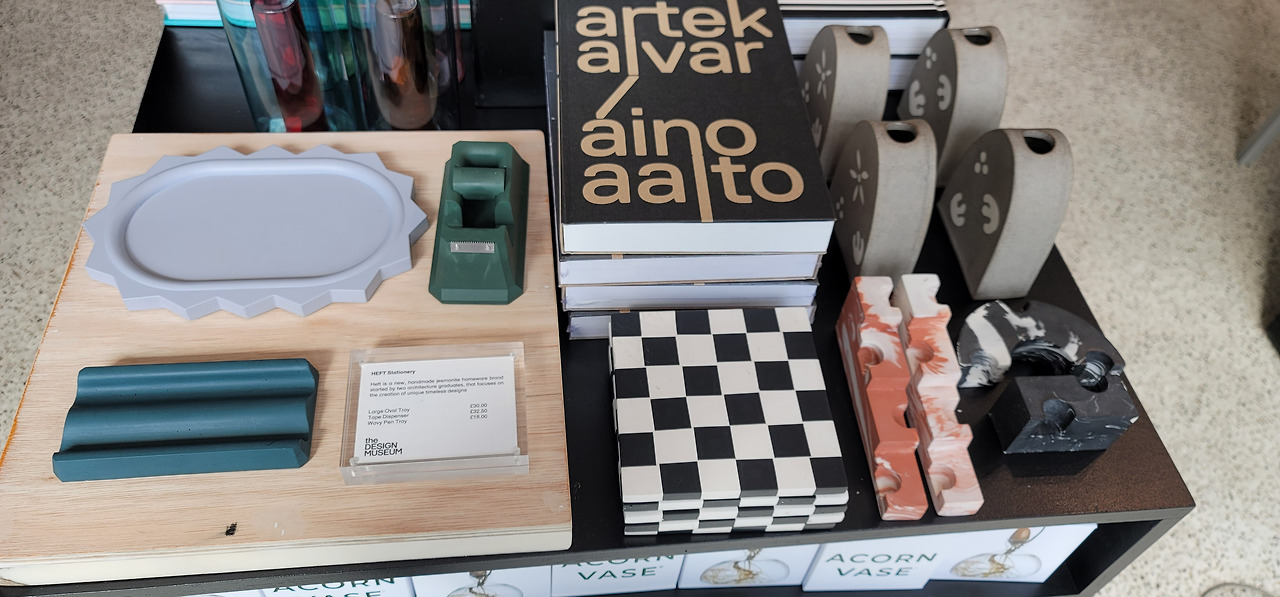 artek
alvar
/
aino
aalto
HEFT Stationery
Heft is a new, handmade jesmonite homeware brand
started by two architecture graduates, that focuses on
the creation of unique timeless designs
Large Oval Tray £30.00
Tape Dispenser £32.50
Wavy Pen Tray £18.00
the
DESIGN
MUSEUM
ACORN
VASE
ACORN
VASE
ACORN
VASE